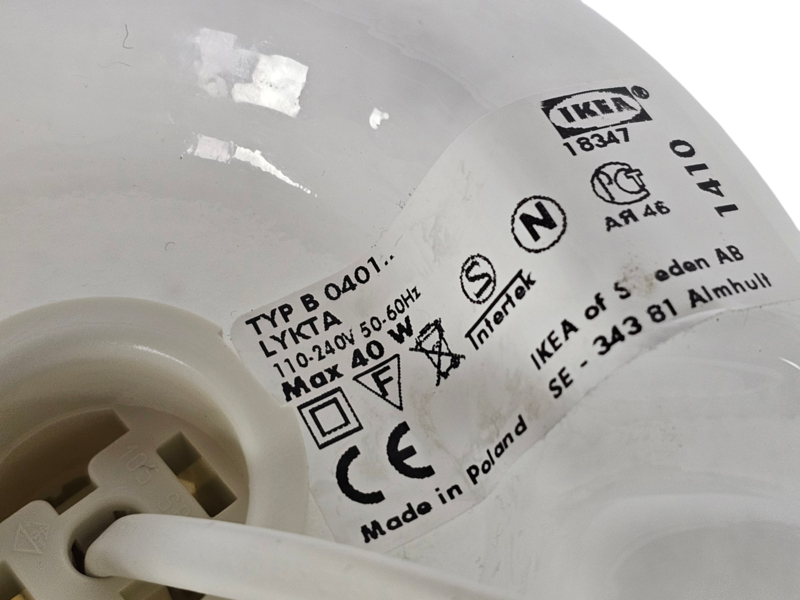 TYP B 0401..
LYKTA
110-240V 50-60Hz
Max 40 W
F
CE
Made in Poland
S
Intertek
N
IKEA®
18347
PCT
АЯ 46
1410
IKEA of S eden AB
SE - 343 81 Almhult